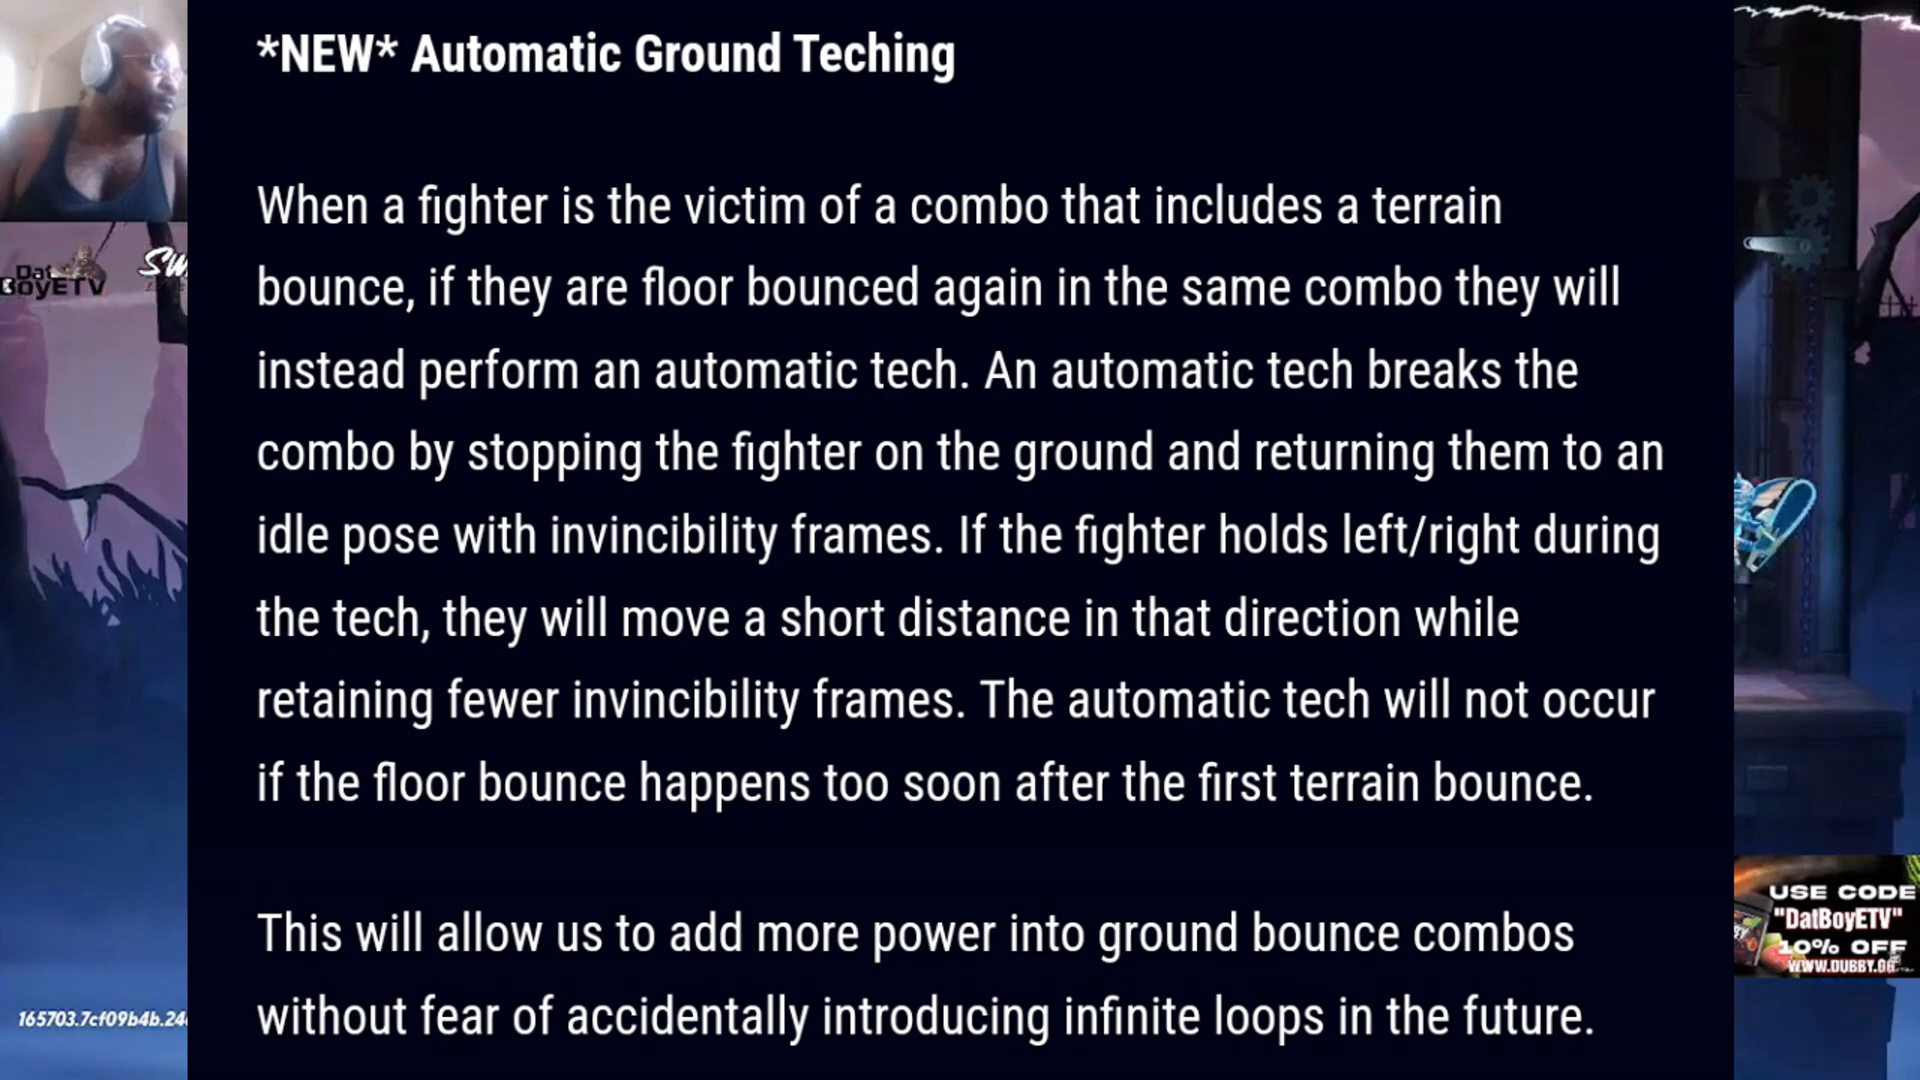 *NEW* Automatic Ground Teching
When a fighter is the victim of a combo that includes a terrain
bounce, if they are floor bounced again in the same combo they will
instead perform an automatic tech. An automatic tech breaks the
combo by stopping the fighter on the ground and returning them to an
idle pose with invincibility frames. If the fighter holds left/right during
the tech, they will move a short distance in that direction while
retaining fewer invincibility frames. The automatic tech will not occur
if the floor bounce happens too soon after the first terrain bounce.
This will allow us to add more power into ground bounce combos
without fear of accidentally introducing infinite loops in the future.
Dat
BoyETV
SW
165703.7cf09b4b.24
USE CODE
"DatBoyETV"
10% OFF
WWW.DUBBY.GG